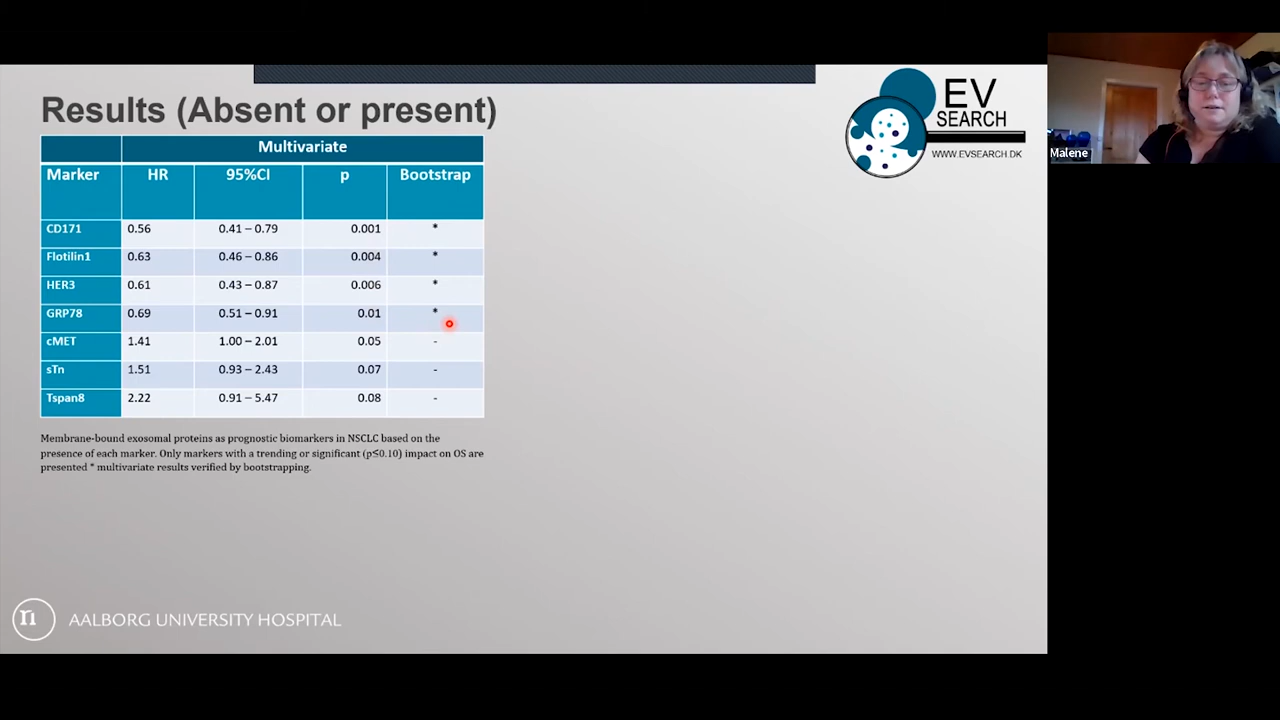 Results (Absent or present)
Multivariate
Marker HR 95%CI p Bootstrap
CD171 0.56 0.41 – 0.79 0.001 *
Flotilin1 0.63 0.46 – 0.86 0.004 *
HER3 0.61 0.43 – 0.87 0.006 *
GRP78 0.69 0.51 – 0.91 0.01 *
cMET 1.41 1.00 – 2.01 0.05 -
sTn 1.51 0.93 – 2.43 0.07 -
Tspan8 2.22 0.91 – 5.47 0.08 -
Membrane-bound exosomal proteins as prognostic biomarkers in NSCLC based on the
presence of each marker. Only markers with a trending or significant (p≤0.10) impact on OS are
presented * multivariate results verified by bootstrapping.
n AALBORG UNIVERSITY HOSPITAL
EV
SEARCH
WWW.EVSEARCH.DK
Malene